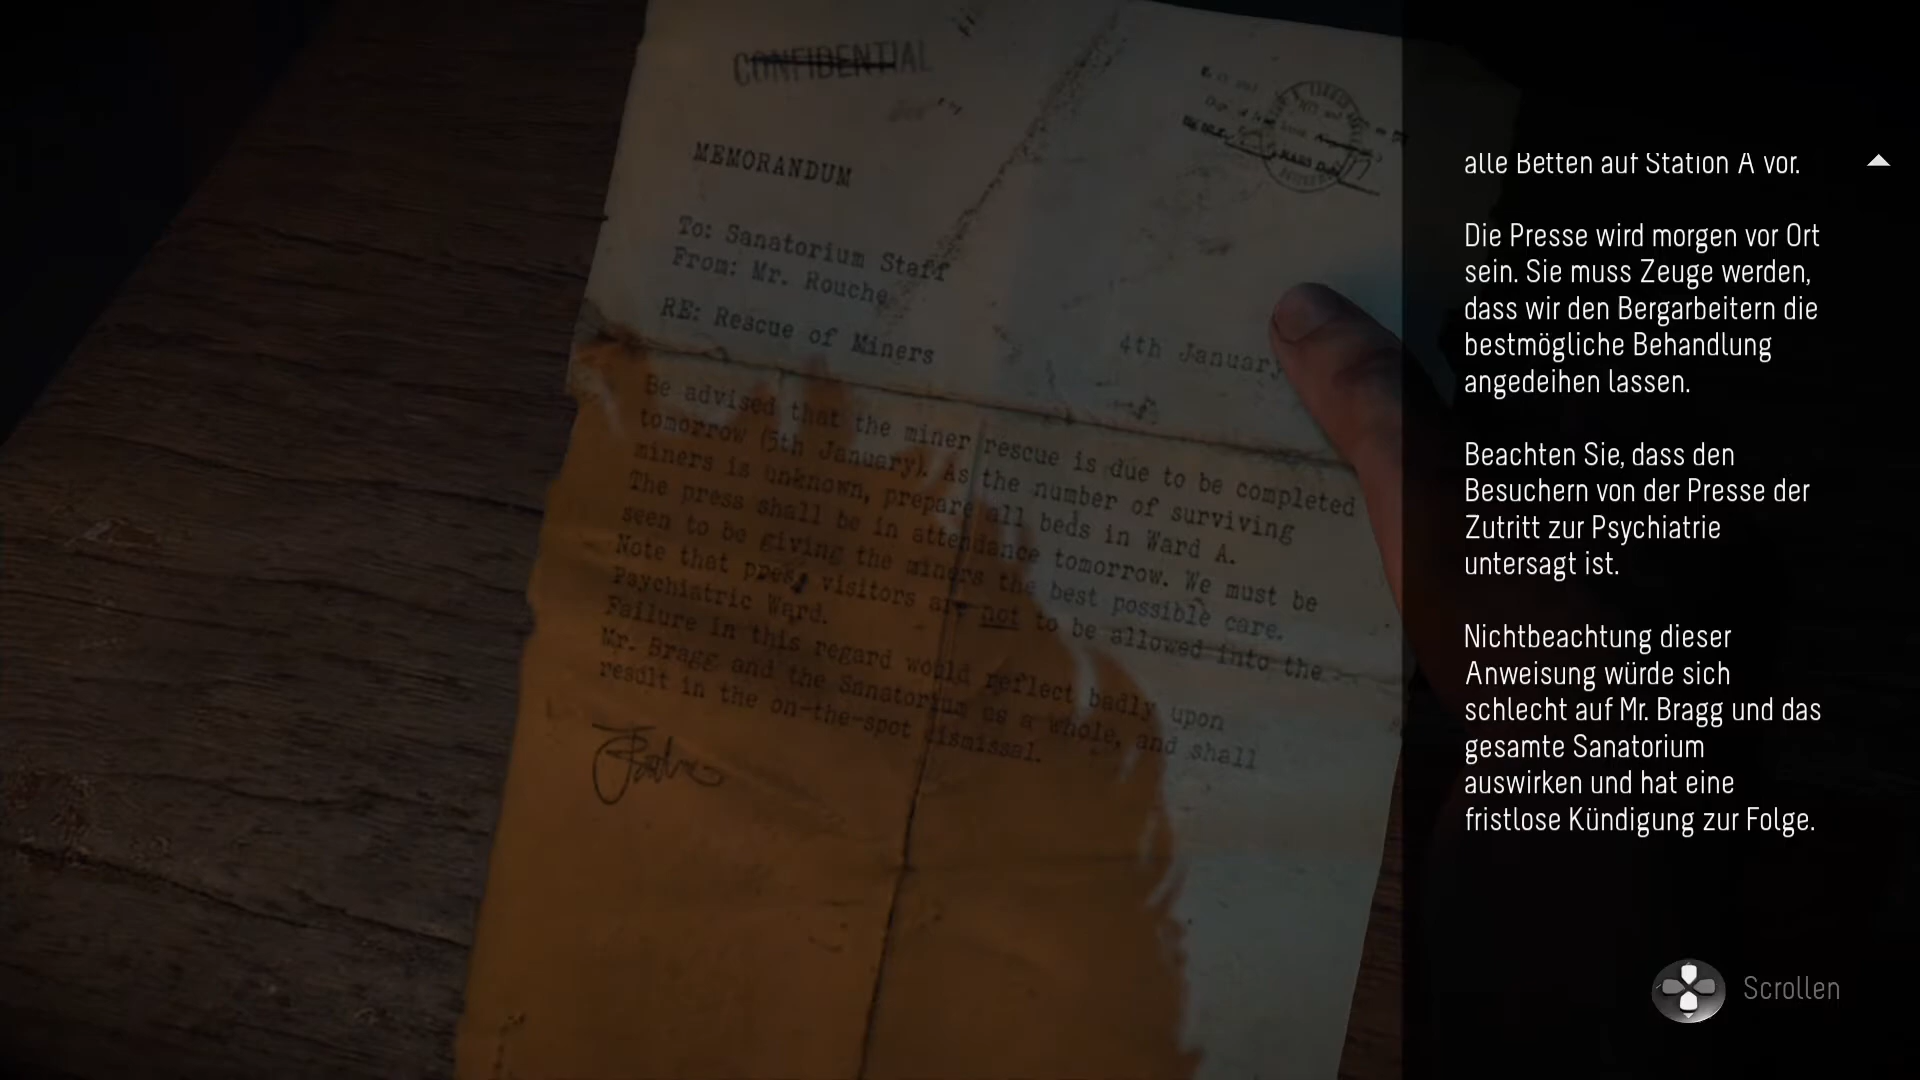 CONFIDENTIAL
MEMORANDUM
To: Sanatorium Staff
From: Mr. Rouche
RE: Rescue of Miners
4th January
Be advised that the miner rescue is due to be completed
tomorrow (5th January). As the number of surviving
miners is unknown, prepare all beds in Ward A.
The press shall be in attendance tomorrow. We must be
seen to be giving the miners the best possible care.
Note that press visitors are not to be allowed into the
Psychiatric Ward.
Failure in this regard would reflect badly upon
Mr. Bragg and the Sanatorium as a whole, and shall
result in the on-the-spot dismissal.
alle Betten auf Station A vor.
Die Presse wird morgen vor Ort
sein. Sie muss Zeuge werden,
dass wir den Bergarbeitern die
bestmögliche Behandlung
angedeihen lassen.
Beachten Sie, dass den
Besuchern von der Presse der
Zutritt zur Psychiatrie
untersagt ist.
Nichtbeachtung dieser
Anweisung würde sich
schlecht auf Mr. Bragg und das
gesamte Sanatorium
auswirken und hat eine
fristlose Kündigung zur Folge.
Scrollen